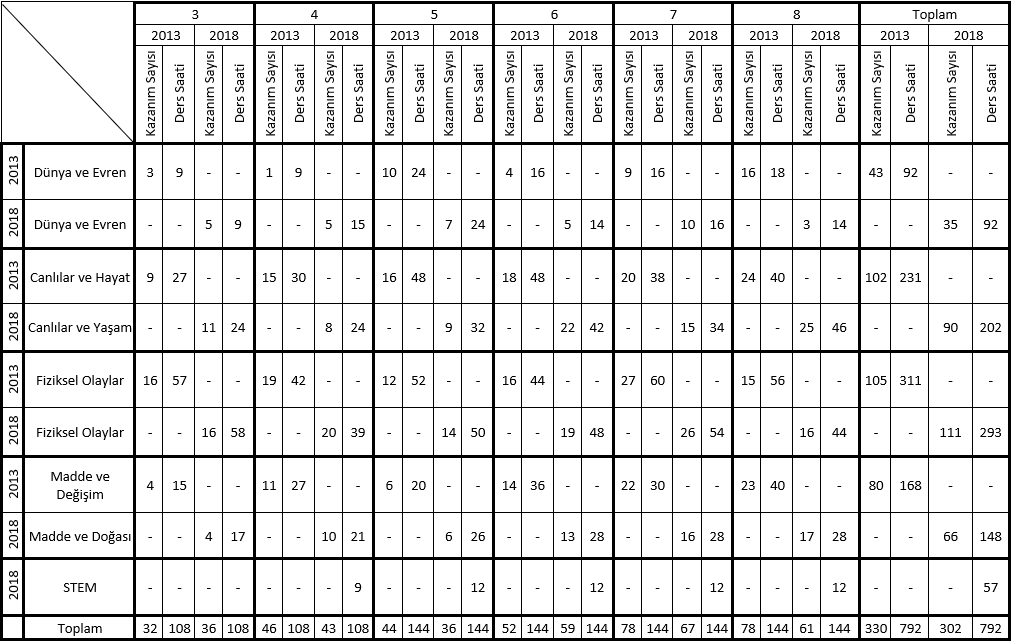 3 4 5 6 7 8 Toplam
2013 2018 2013 2018 2013 2018 2013 2018 2013 2018 2013 2018 2013 2018
Kazanım Sayısı Ders Saati Kazanım Sayısı Ders Saati Kazanım Sayısı Ders Saati Kazanım Sayısı Ders Saati Kazanım Sayısı Ders Saati Kazanım Sayısı Ders Saati Kazanım Sayısı Ders Saati Kazanım Sayısı Ders Saati Kazanım Sayısı Ders Saati Kazanım Sayısı Ders Saati Kazanım Sayısı Ders Saati Kazanım Sayısı Ders Saati Kazanım Sayısı Ders Saati Kazanım Sayısı Ders Saati
2013 Dünya ve Evren 3 9 - - 1 9 - - 10 24 - - 4 16 - - 9 16 - - 16 18 - - 43 92 - -
2018 Dünya ve Evren - - 5 9 - - 5 15 - - 7 24 - - 5 14 - - 10 16 - - 3 14 - - 35 92
2013 Canlılar ve Hayat 9 27 - - 15 30 - - 16 48 - - 18 48 - - 20 38 - - 24 40 - - 102 231 - -
2018 Canlılar ve Yaşam - - 11 24 - - 8 24 - - 9 32 - - 22 42 - - 15 34 - - 25 46 - - 90 202
2013 Fiziksel Olaylar 16 57 - - 19 42 - - 12 52 - - 16 44 - - 27 60 - - 15 56 - - 105 311 - -
2018 Fiziksel Olaylar - - 16 58 - - 20 39 - - 14 50 - - 19 48 - - 26 54 - - 16 44 - - 111 293
2013 Madde ve Değişim 4 15 - - 11 27 - - 6 20 - - 14 36 - - 22 30 - - 23 40 - - 80 168 - -
2018 Madde ve Doğası - - 4 17 - - 10 21 - - 6 26 - - 13 28 - - 16 28 - - 17 28 - - 66 148
2018 STEM - - - - - - - 9 - - - 12 - - - 12 - - - 12 - - - 12 - - - 57
Toplam 32 108 36 108 46 108 43 108 44 144 36 144 52 144 59 144 78 144 67 144 78 144 61 144 330 792 302 792